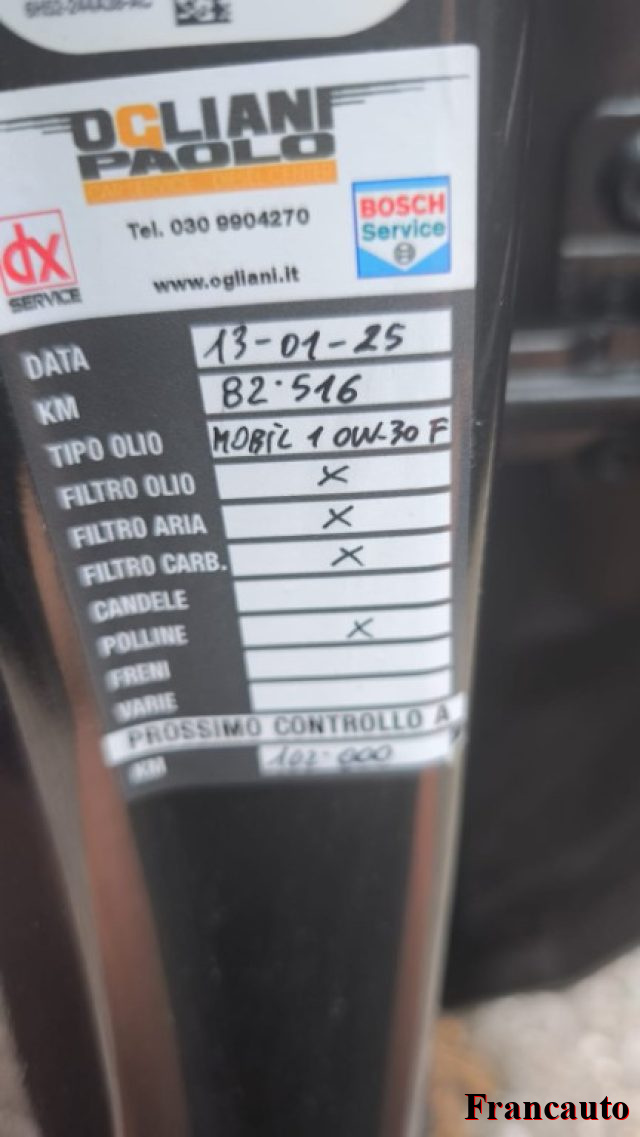 OGLIANI
PAOLO
Tel. 030 9904270
BOSCH
Service
dx
SERVICE
www.ogliani.it
DATA 13-01-25
KM 82.516
TIPO OLIO MOBIL 1 0W-30 F
FILTRO OLIO X
FILTRO ARIA X
FILTRO CARB. X
CANDELE
POLLINE X
FRENI
VARIE
PROSSIMO CONTROLLO A
KM 102.000
Francauto